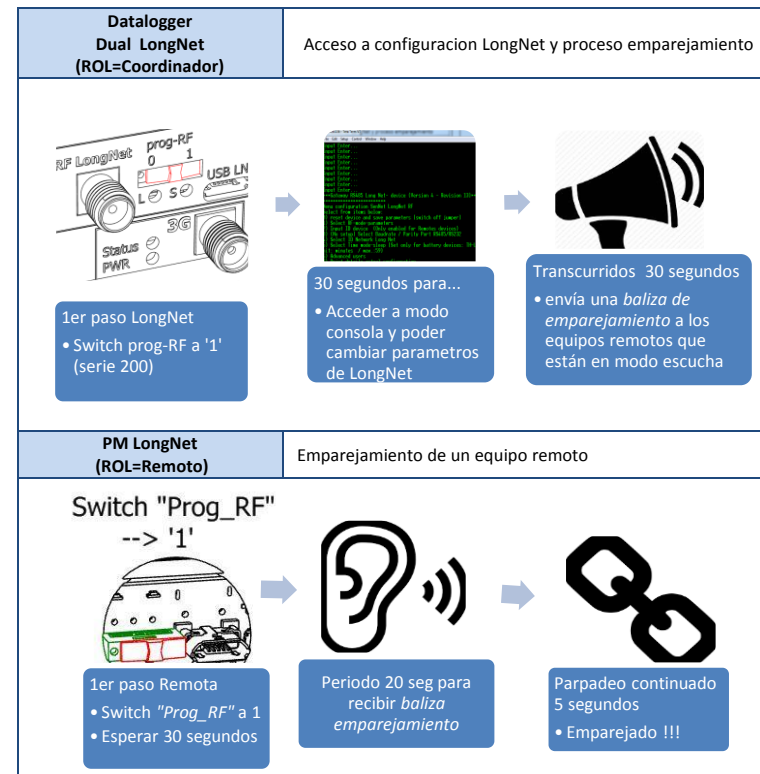 Datalogger
Dual LongNet
(ROL=Coordinador)
Acceso a configuracion LongNet y proceso emparejamiento
RF LongNet
prog-RF
0 1
L S
USB LN
3G
Status
PWR
1er paso LongNet
• Switch prog-RF a '1'
(serie 200)
30 segundos para...
• Acceder a modo
consola y poder
cambiar parametros
de LongNet
Transcurridos 30 segundos
• envía una baliza de
emparejamiento a los
equipos remotos que
están en modo escucha
PM LongNet
(ROL=Remoto)
Emparejamiento de un equipo remoto
Switch "Prog_RF"
--> '1'
1er paso Remota
• Switch "Prog_RF" a 1
• Esperar 30 segundos
Periodo 20 seg para
recibir baliza
emparejamiento
Parpadeo continuado
5 segundos
• Emparejado !!!